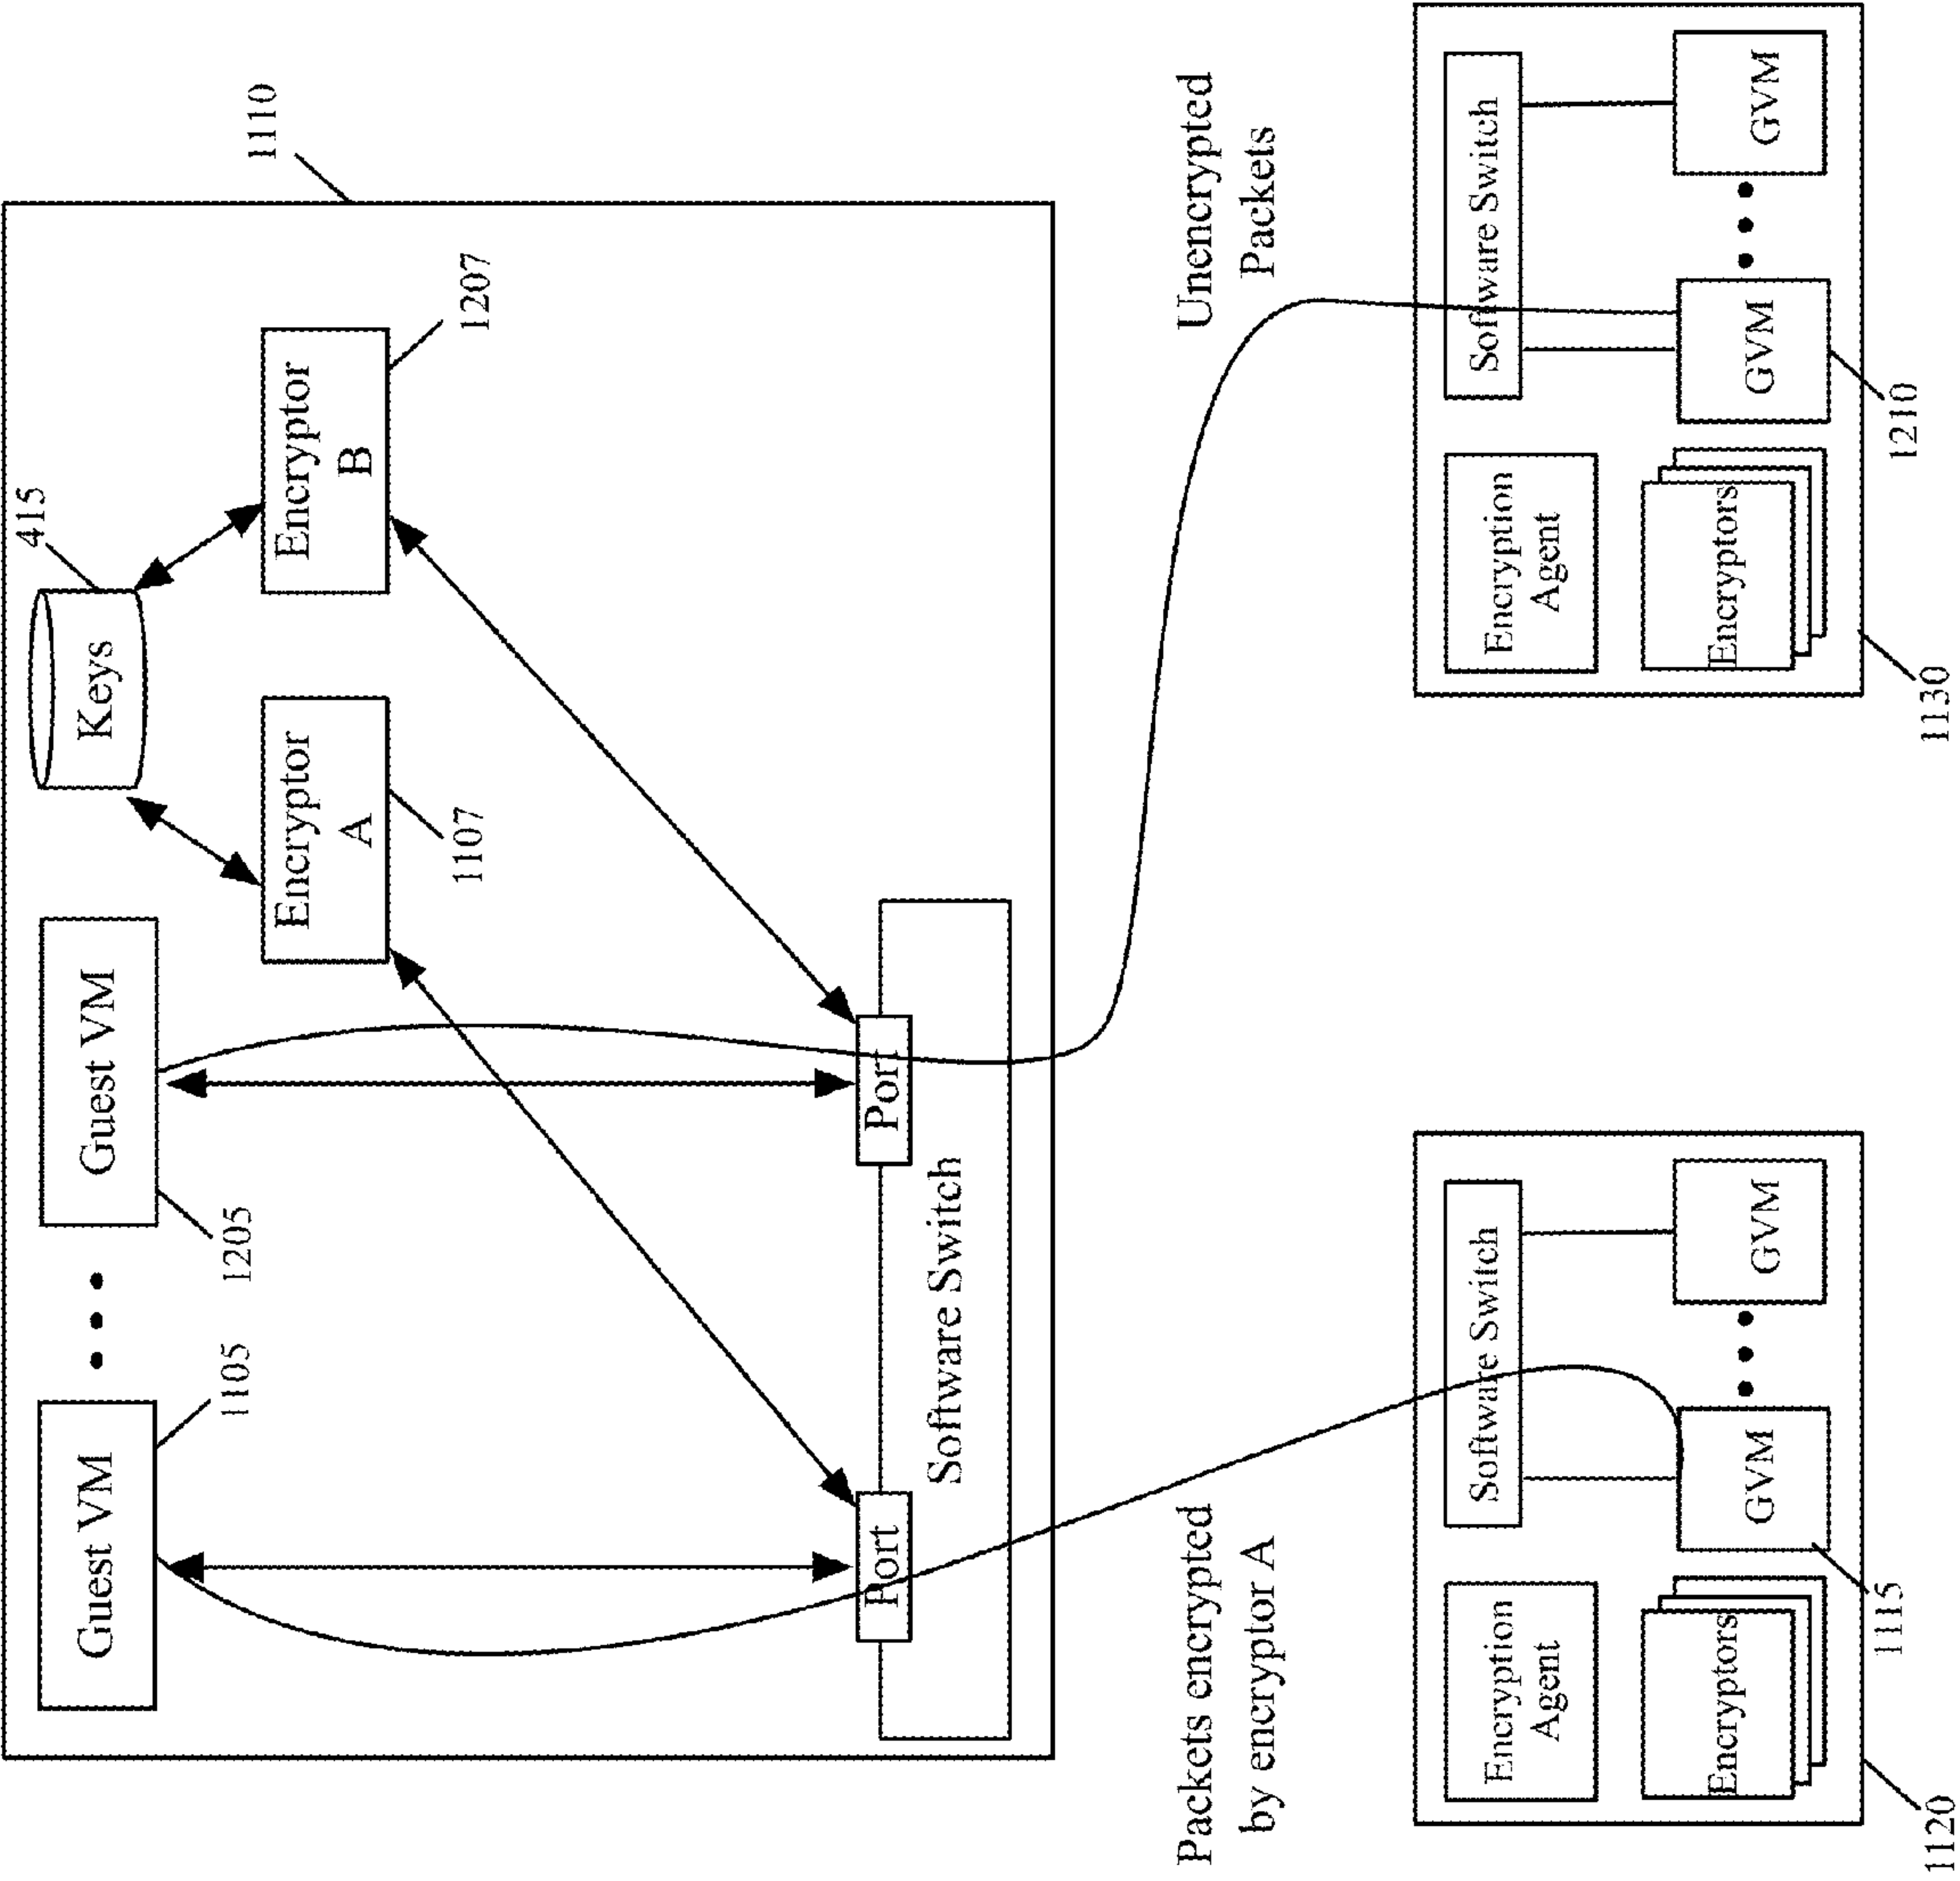 1110
Guest VM
1105
Guest VM
1205
Keys
415
Encryptor
A
1107
Encryptor
B
1207
Port
Port
Software Switch
Packets encrypted
by encryptor A
Unencrypted
Packets
Encryption
Agent
Software Switch
Encryptors
GVM
GVM
1115
1120
Encryption
Agent
Software Switch
Encryptors
GVM
GVM
1210
1130